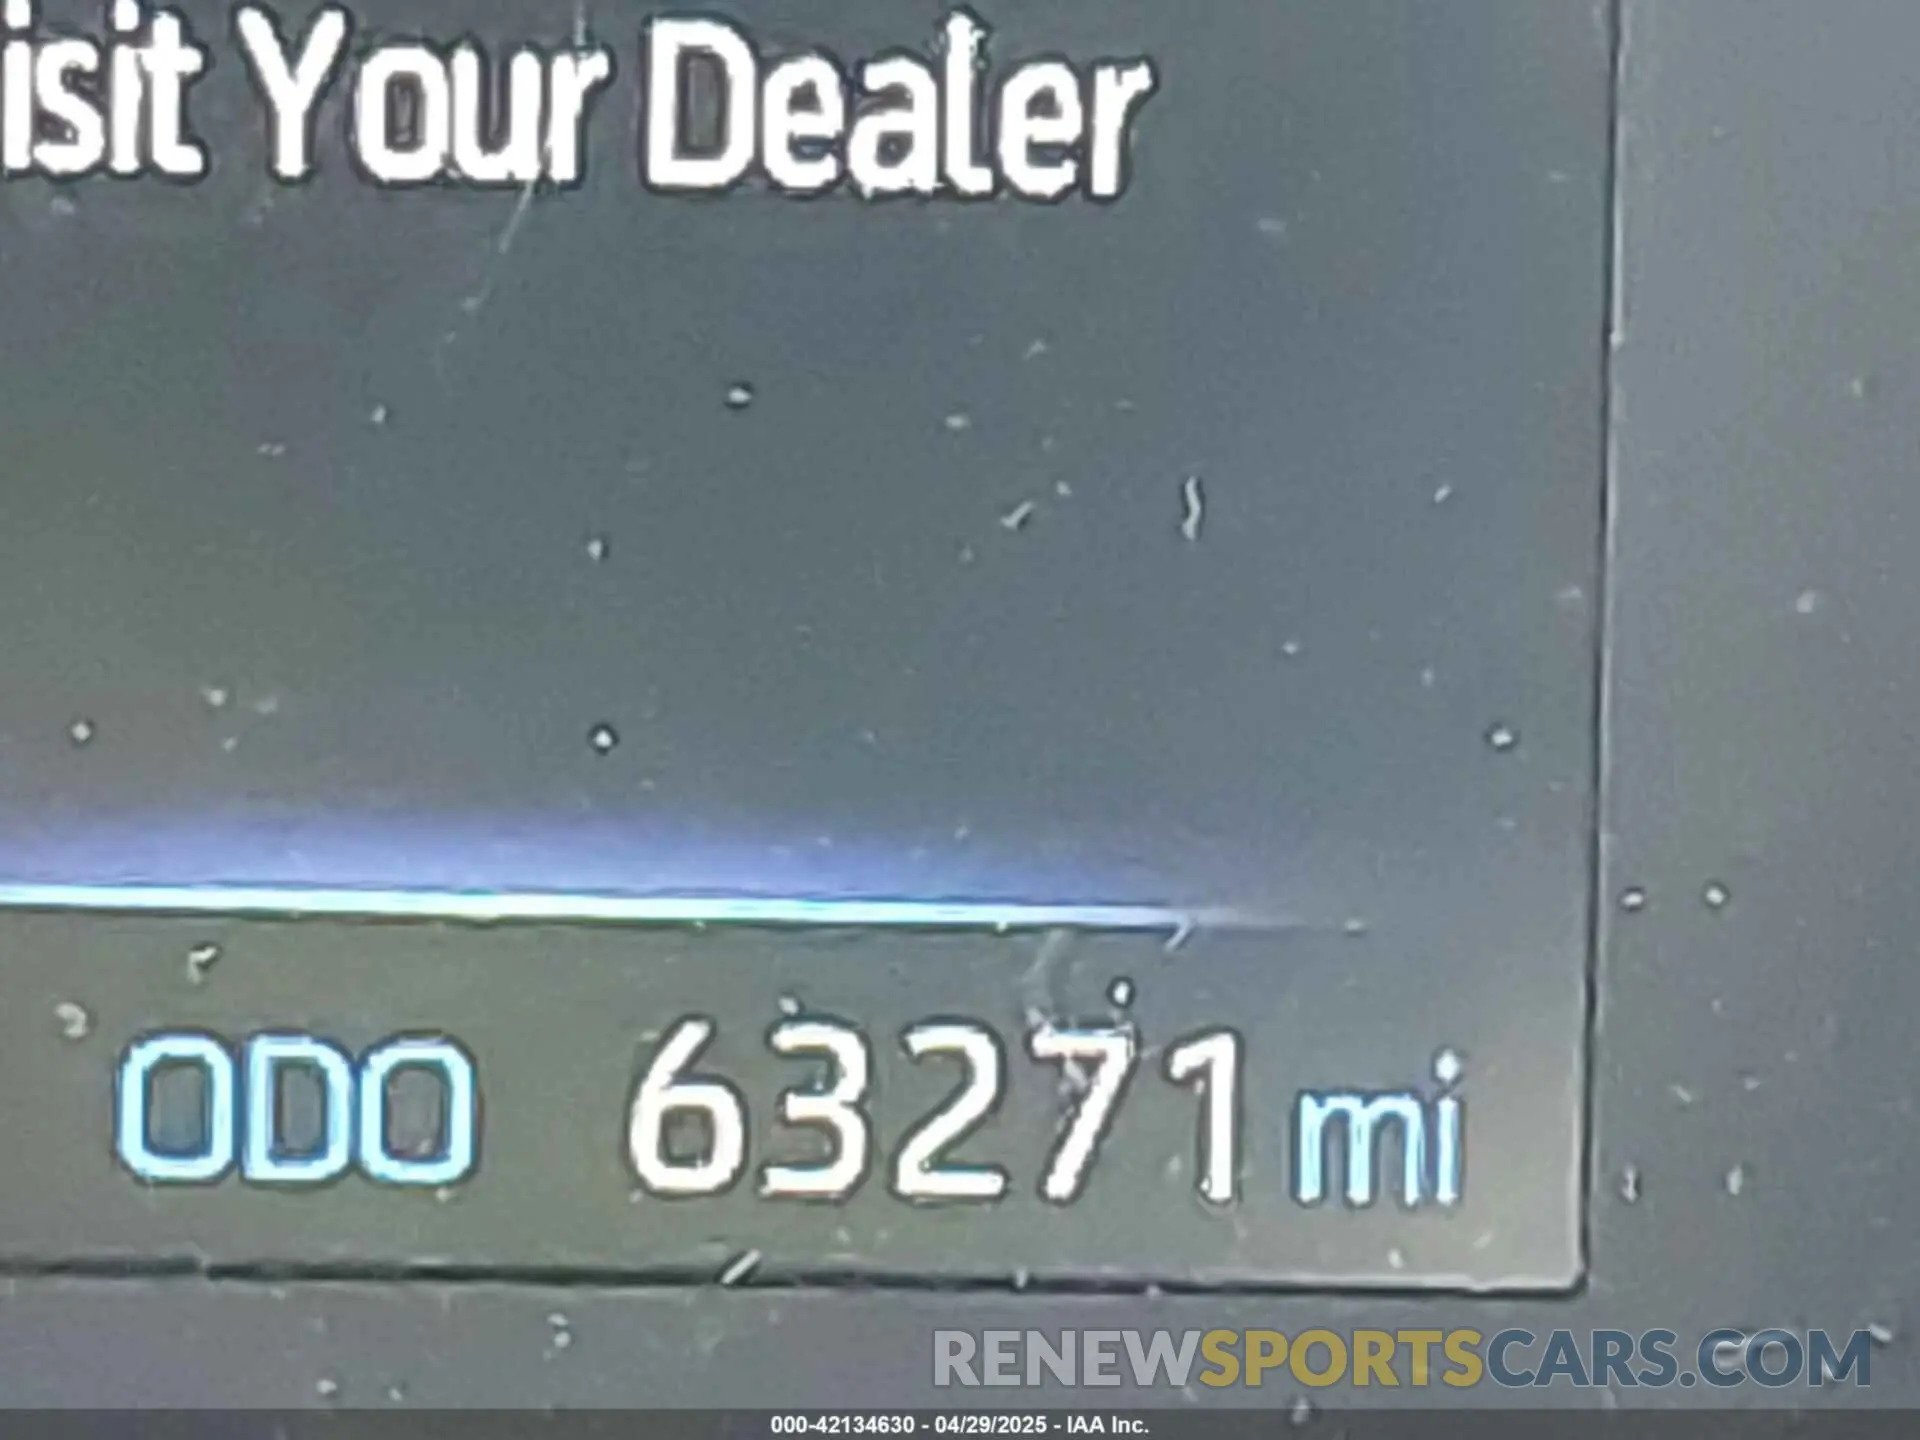 isit Your Dealer
ODO 63271 mi
RENEWSPORTSCARS.COM
000-42134630 - 04/29/2025 - IAA Inc.